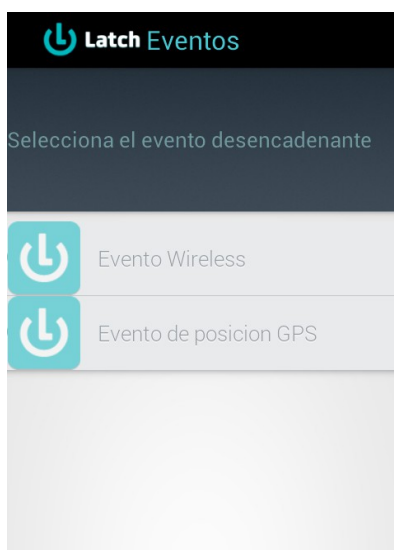 Latch Eventos
Selecciona el evento desencadenante
Evento Wireless
Evento de posicion GPS